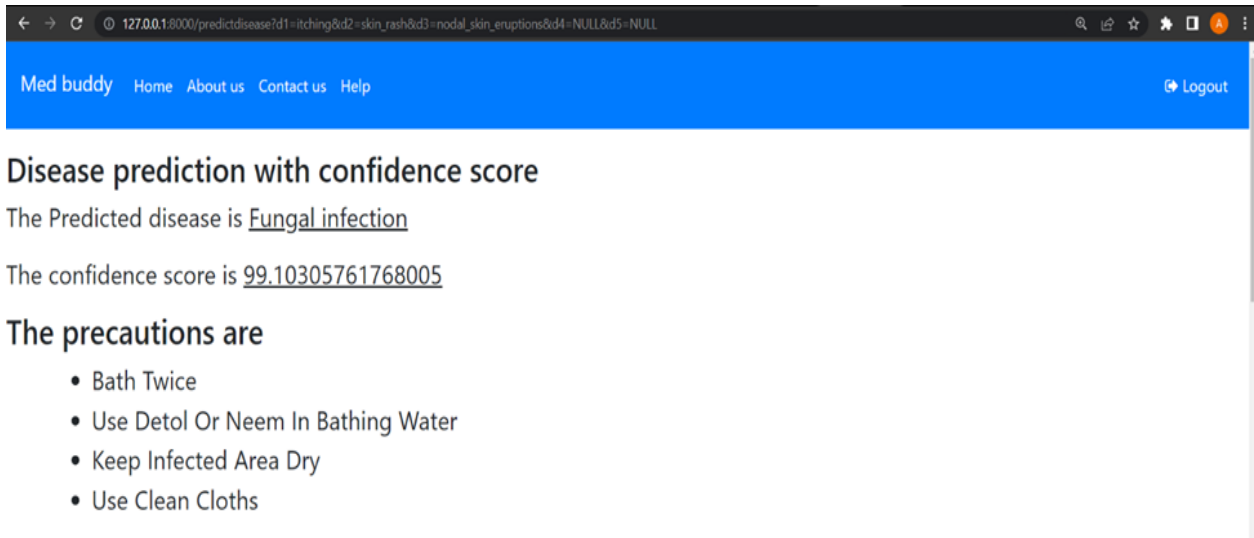 127.0.0.1:8000/predictdisease?d1=itching&d2=skin_rash&d3=nodal_skin_eruptions&d4=NULL&d5=NULL
A
Med buddy Home About us Contact us Help Logout
Disease prediction with confidence score
The Predicted disease is Fungal infection
The confidence score is 99.10305761768005
The precautions are
• Bath Twice
• Use Detol Or Neem In Bathing Water
• Keep Infected Area Dry
• Use Clean Cloths